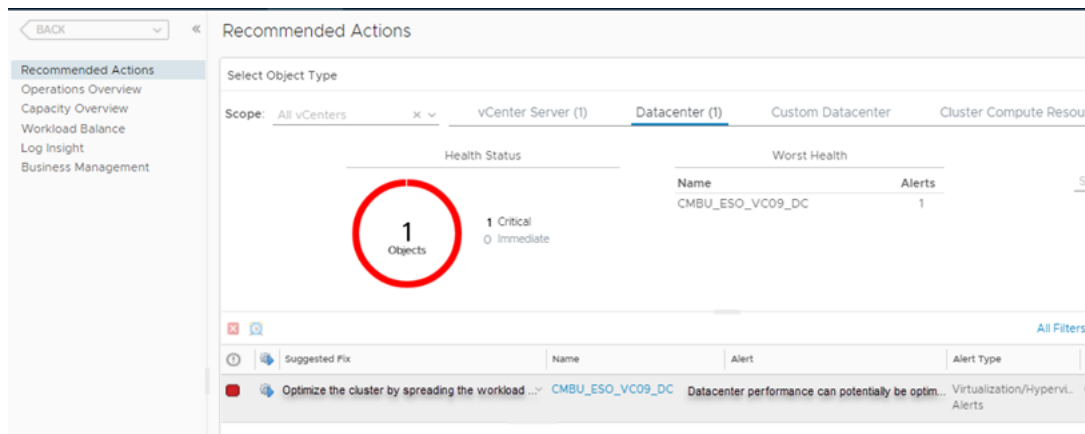 BACK
Recommended Actions
Recommended Actions
Operations Overview
Capacity Overview
Workload Balance
Log Insight
Business Management
Select Object Type
Scope: All vCenters vCenter Server (1) Datacenter (1) Custom Datacenter Cluster Compute Resou
Health Status
1
Objects
1 Critical
0 Immediate
Worst Health
Name Alerts
CMBU_ESO_VC09_DC 1
S
All Filters
Suggested Fix Name Alert Alert Type
Optimize the cluster by spreading the workload ... CMBU_ESO_VC09_DC Datacenter performance can potentially be optim... Virtualization/Hypervi..
Alerts